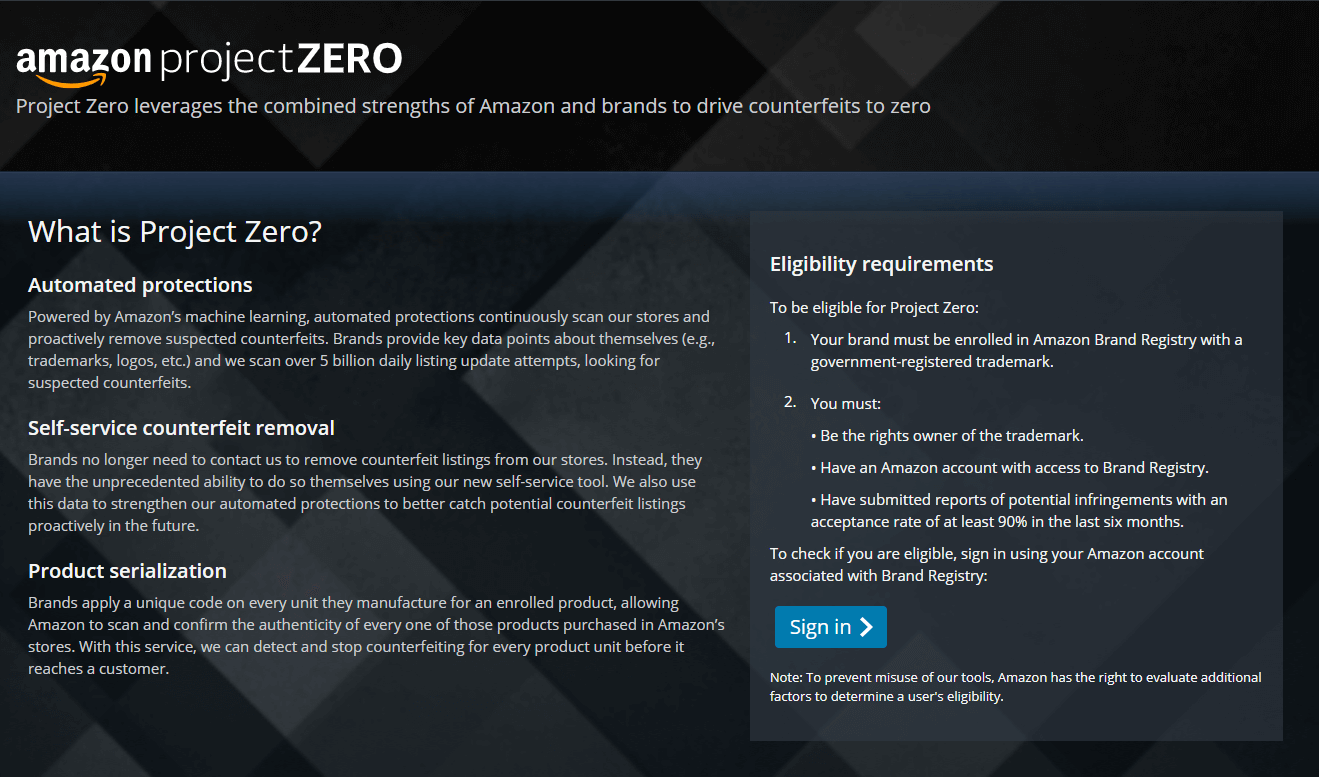 amazon projectZERO
Project Zero leverages the combined strengths of Amazon and brands to drive counterfeits to zero
What is Project Zero?
Automated protections
Powered by Amazon’s machine learning, automated protections continuously scan our stores and
proactively remove suspected counterfeits. Brands provide key data points about themselves (e.g.,
trademarks, logos, etc.) and we scan over 5 billion daily listing update attempts, looking for
suspected counterfeits.
Self-service counterfeit removal
Brands no longer need to contact us to remove counterfeit listings from our stores. Instead, they
have the unprecedented ability to do so themselves using our new self-service tool. We also use
this data to strengthen our automated protections to better catch potential counterfeit listings
proactively in the future.
Product serialization
Brands apply a unique code on every unit they manufacture for an enrolled product, allowing
Amazon to scan and confirm the authenticity of every one of those products purchased in Amazon’s
stores. With this service, we can detect and stop counterfeiting for every product unit before it
reaches a customer.
Eligibility requirements
To be eligible for Project Zero:
1. Your brand must be enrolled in Amazon Brand Registry with a
government-registered trademark.
2. You must:
• Be the rights owner of the trademark.
• Have an Amazon account with access to Brand Registry.
• Have submitted reports of potential infringements with an
acceptance rate of at least 90% in the last six months.
To check if you are eligible, sign in using your Amazon account
associated with Brand Registry:
Sign in
Note: To prevent misuse of our tools, Amazon has the right to evaluate additional
factors to determine a user's eligibility.